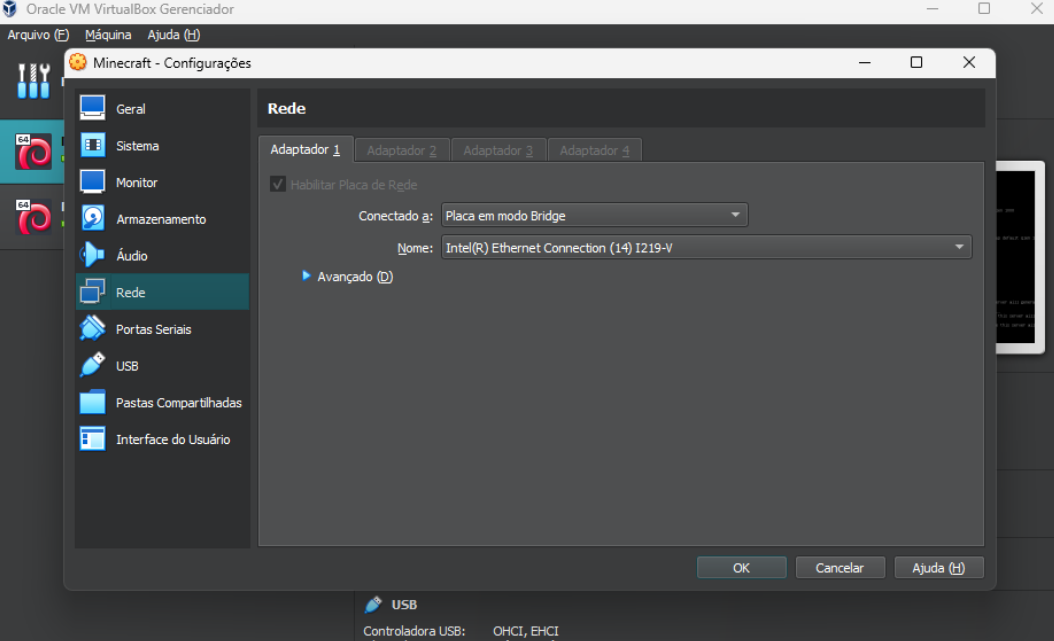 Oracle VM VirtualBox Gerenciador
Arquivo (F) Máquina Ajuda (H)
Minecraft - Configurações
Geral
Sistema
Monitor
Armazenamento
Áudio
Rede
Portas Seriais
USB
Pastas Compartilhadas
Interface do Usuário
Rede
Adaptador 1 Adaptador 2 Adaptador 3 Adaptador 4
Habilitar Placa de Rede
Conectado a: Placa em modo Bridge
Nome: Intel(R) Ethernet Connection (14) I219-V
Avançado (D)
OK Cancelar Ajuda (H)
64
64
USB
Controladora USB: OHCI, EHCI